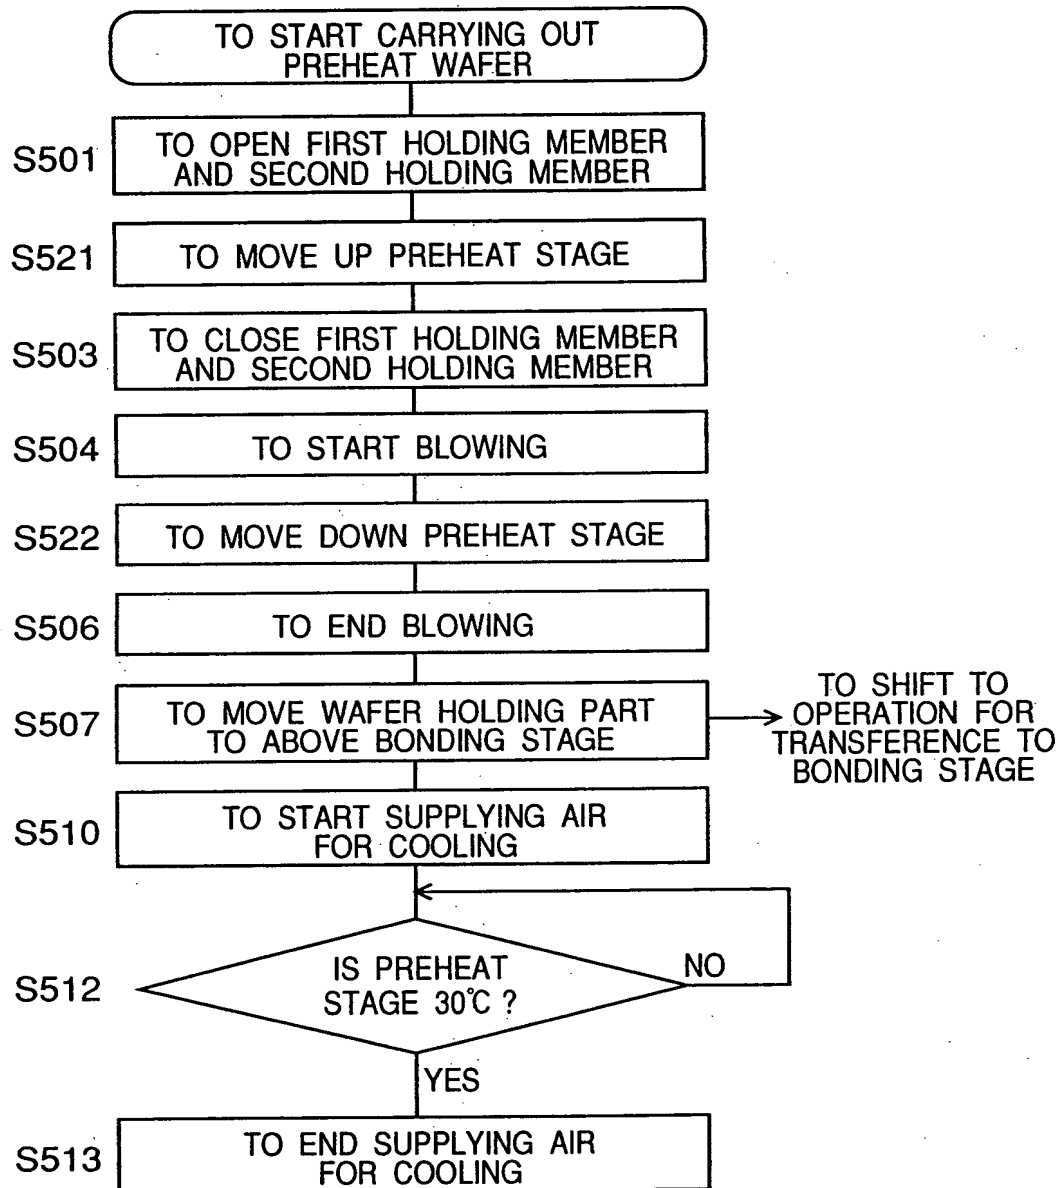 TO START CARRYING OUT
PREHEAT WAFER
S501
TO OPEN FIRST HOLDING MEMBER
AND SECOND HOLDING MEMBER
S521
TO MOVE UP PREHEAT STAGE
S503
TO CLOSE FIRST HOLDING MEMBER
AND SECOND HOLDING MEMBER
S504
TO START BLOWING
S522
TO MOVE DOWN PREHEAT STAGE
S506
TO END BLOWING
S507
TO MOVE WAFER HOLDING PART
TO ABOVE BONDING STAGE
TO SHIFT TO
OPERATION FOR
TRANSFERENCE TO
BONDING STAGE
S510
TO START SUPPLYING AIR
FOR COOLING
S512
IS PREHEAT
STAGE 30℃ ?
NO
YES
S513
TO END SUPPLYING AIR
FOR COOLING